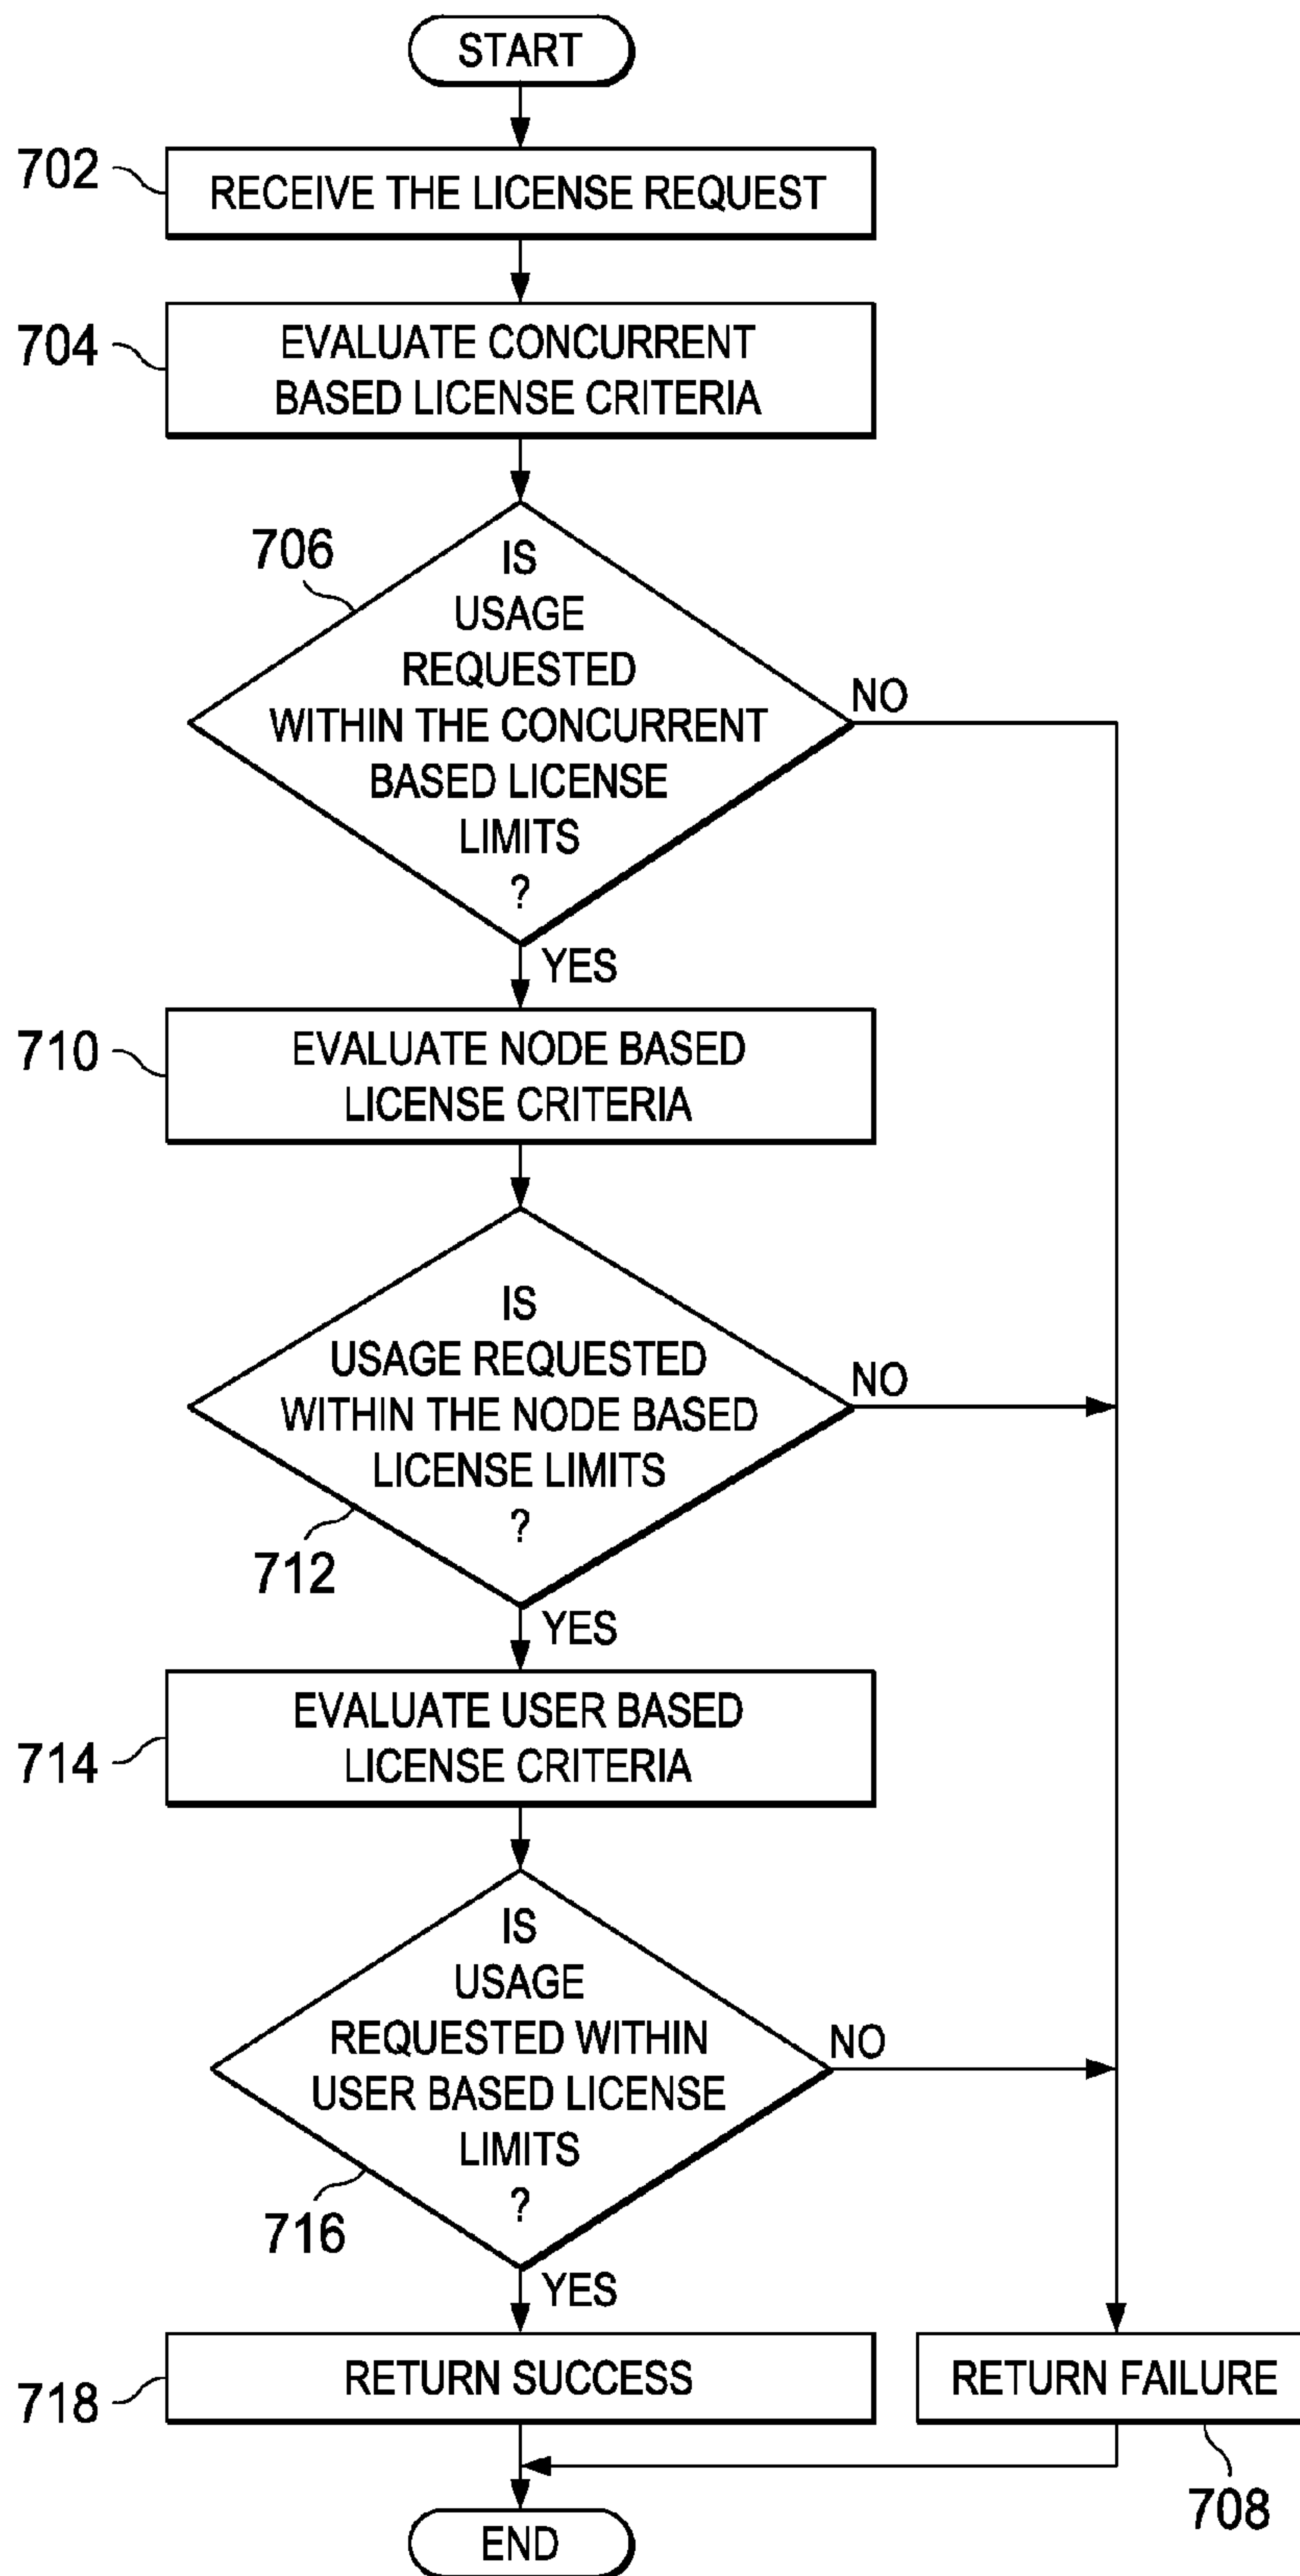 START
702
RECEIVE THE LICENSE REQUEST
704
EVALUATE CONCURRENT
BASED LICENSE CRITERIA
706
IS
USAGE
REQUESTED
WITHIN THE CONCURRENT
BASED LICENSE
LIMITS
?
NO
YES
710
EVALUATE NODE BASED
LICENSE CRITERIA
IS
USAGE REQUESTED
WITHIN THE NODE BASED
LICENSE LIMITS
?
NO
712
YES
714
EVALUATE USER BASED
LICENSE CRITERIA
IS
USAGE
REQUESTED WITHIN
USER BASED LICENSE
LIMITS
?
NO
716
YES
718
RETURN SUCCESS
RETURN FAILURE
708
END